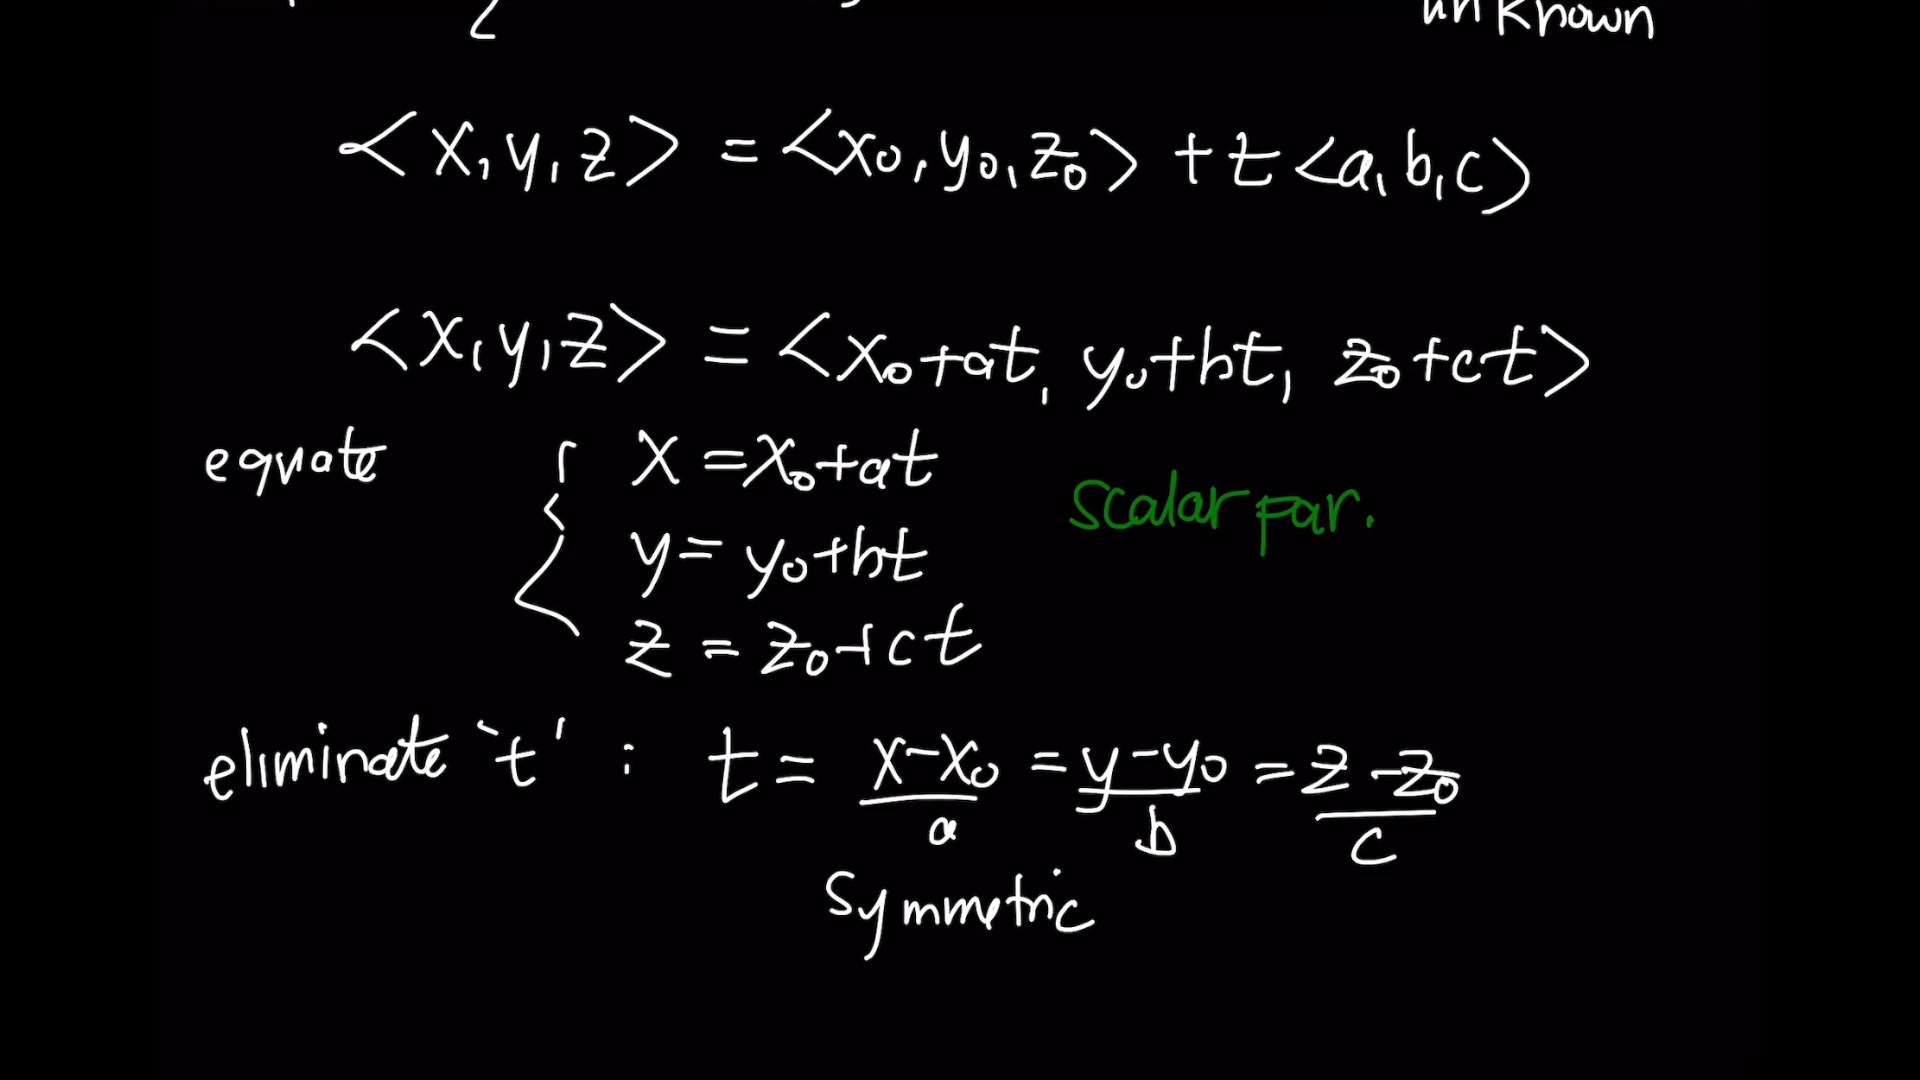 unknown
<x, y, z> = <x₀, y₀, z₀> + t <a, b, c>
<x, y, z> = <x₀+at, y₀+bt, z₀+ct>
equate { x = x₀+at
scalar par.
y = y₀+bt
z = z₀+ct
eliminate 't' : t = (x-x₀)/a = (y-y₀)/b = (z-z₀)/c
Symmetric